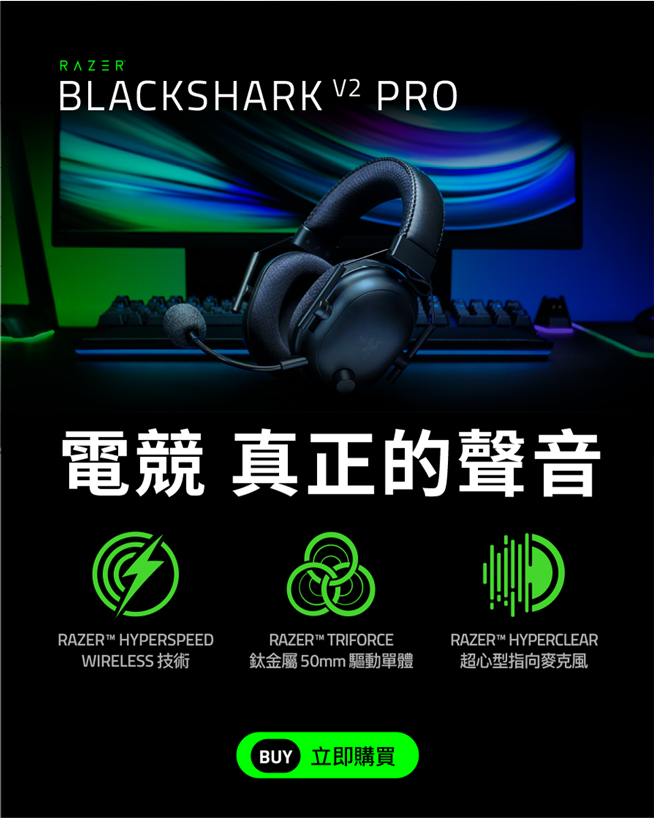 RAZER
BLACKSHARK V2 PRO
電競 真正的聲音
RAZER™ HYPERSPEED
WIRELESS 技術
RAZER™ TRIFORCE
鈦金屬 50mm 驅動單體
RAZER™ HYPERCLEAR
超心型指向麥克風
BUY 立即購買